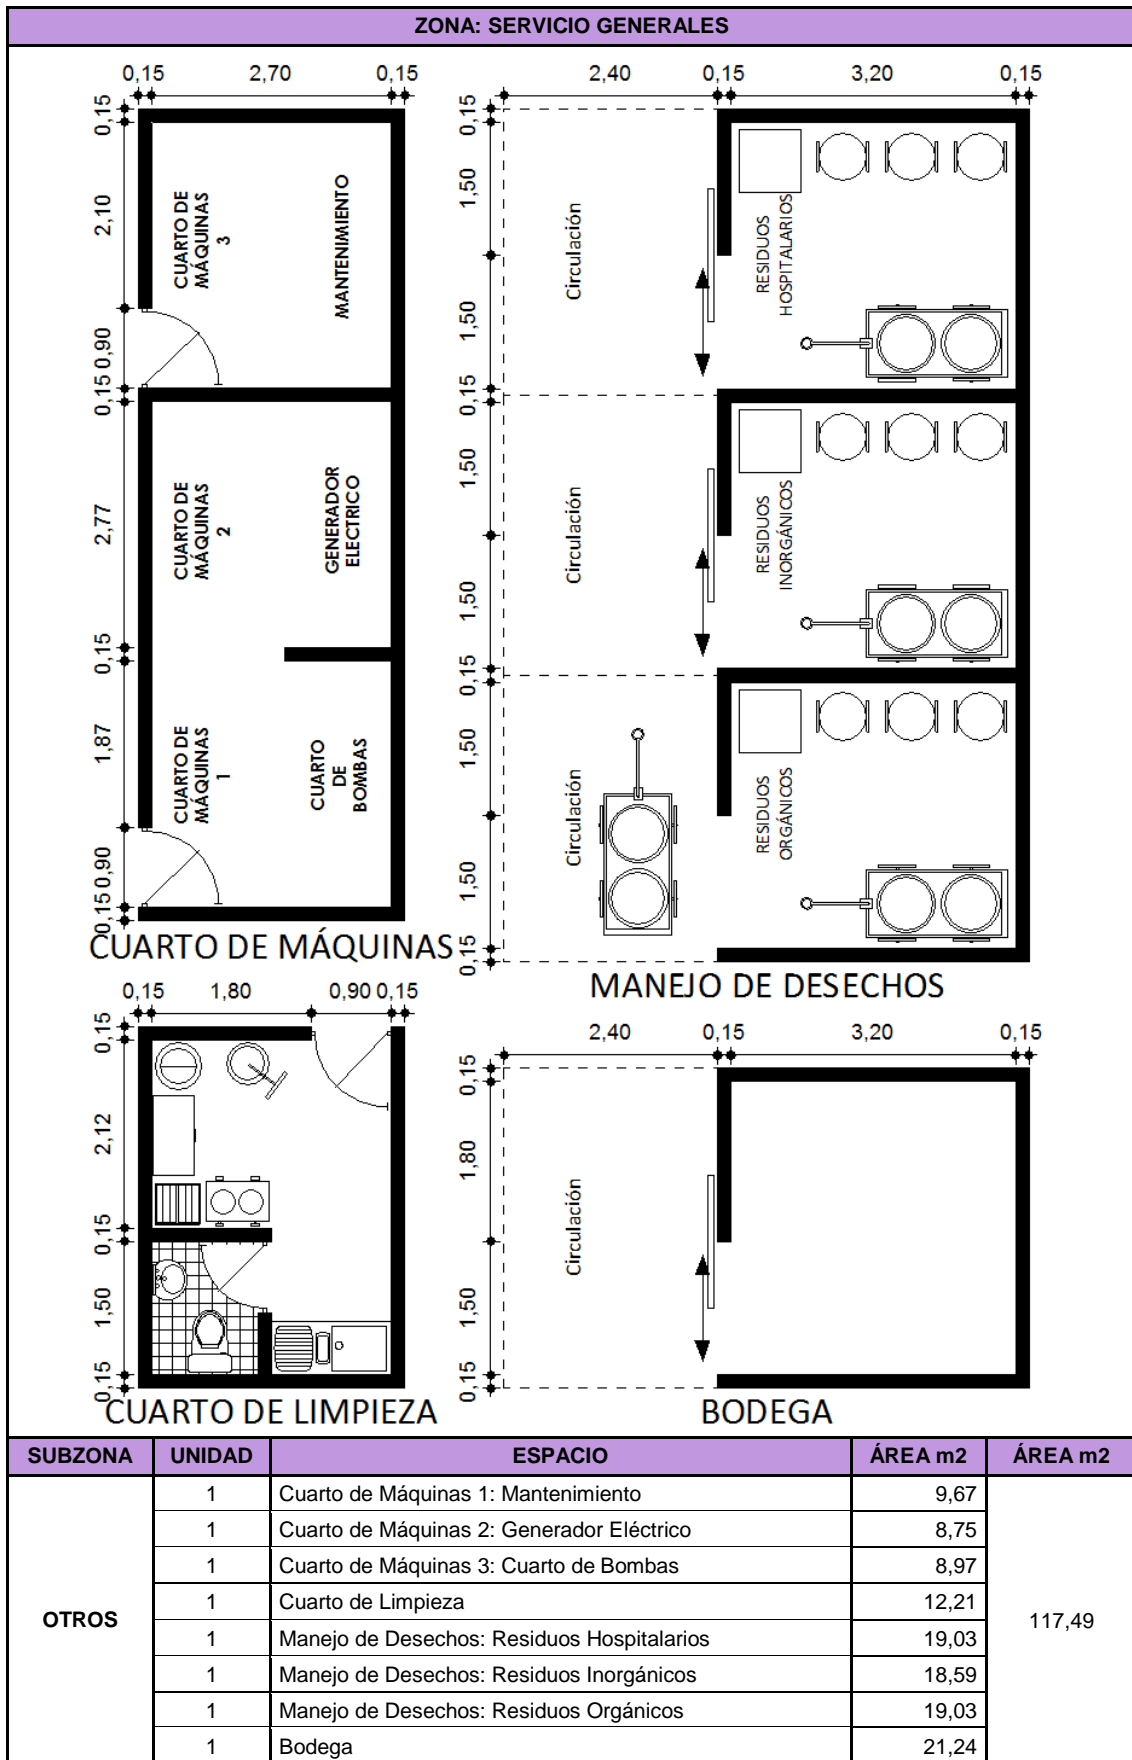 ZONA: SERVICIO GENERALES
0,15 2,70 0,15
0,15
2,10
0,90
0,15
2,77
0,15
1,87
0,90
0,15
CUARTO DE
MÁQUINAS
3
MANTENIMIENTO
CUARTO DE
MÁQUINAS
2
GENERADOR
ELECTRICO
CUARTO DE
MÁQUINAS
1
CUARTO
DE
BOMBAS
CUARTO DE MÁQUINAS
2,40 0,15 3,20 0,15
0,15
1,50
1,50
0,15
1,50
1,50
0,15
1,50
1,50
0,15
Circulación
RESIDUOS
HOSPITALARIOS
Circulación
RESIDUOS
INORGÁNICOS
Circulación
RESIDUOS
ORGÁNICOS
MANEJO DE DESECHOS
0,15 1,80 0,90 0,15
0,15
2,12
0,15
1,50
0,15
CUARTO DE LIMPIEZA
2,40 0,15 3,20 0,15
0,15
1,80
1,50
0,15
Circulación
BODEGA
SUBZONA UNIDAD ESPACIO ÁREA m2 ÁREA m2
1 Cuarto de Máquinas 1: Mantenimiento 9,67
1 Cuarto de Máquinas 2: Generador Eléctrico 8,75
1 Cuarto de Máquinas 3: Cuarto de Bombas 8,97
1 Cuarto de Limpieza 12,21
OTROS 117,49
1 Manejo de Desechos: Residuos Hospitalarios 19,03
1 Manejo de Desechos: Residuos Inorgánicos 18,59
1 Manejo de Desechos: Residuos Orgánicos 19,03
1 Bodega 21,24